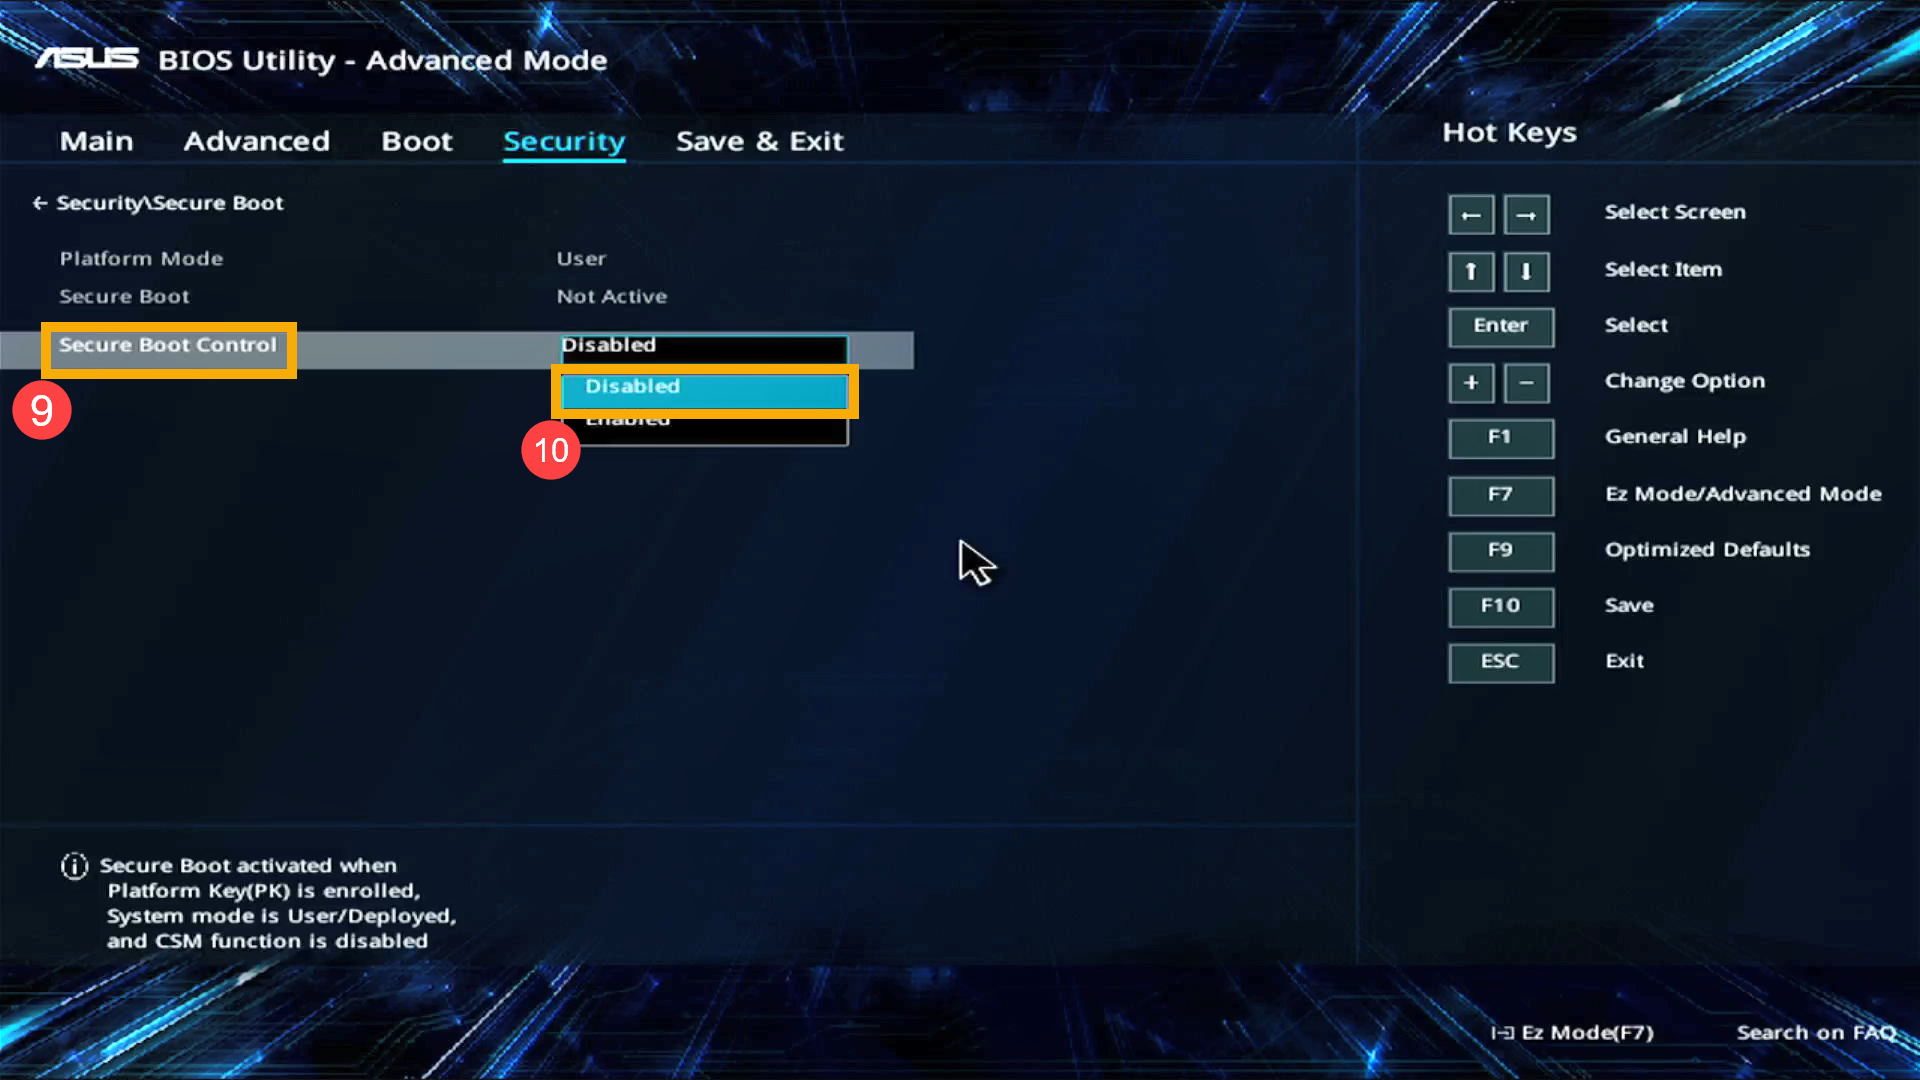 ASUS BIOS Utility - Advanced Mode
Main Advanced Boot Security Save & Exit
Hot Keys
← Security\Secure Boot
Platform Mode User
Secure Boot Not Active
Secure Boot Control Disabled
Disabled
Enabled
9
10
← → Select Screen
↑ ↓ Select Item
Enter Select
+ − Change Option
F1 General Help
F7 Ez Mode/Advanced Mode
F9 Optimized Defaults
F10 Save
ESC Exit
Secure Boot activated when
Platform Key(PK) is enrolled,
System mode is User/Deployed,
and CSM function is disabled
Ez Mode(F7) Search on FAQ